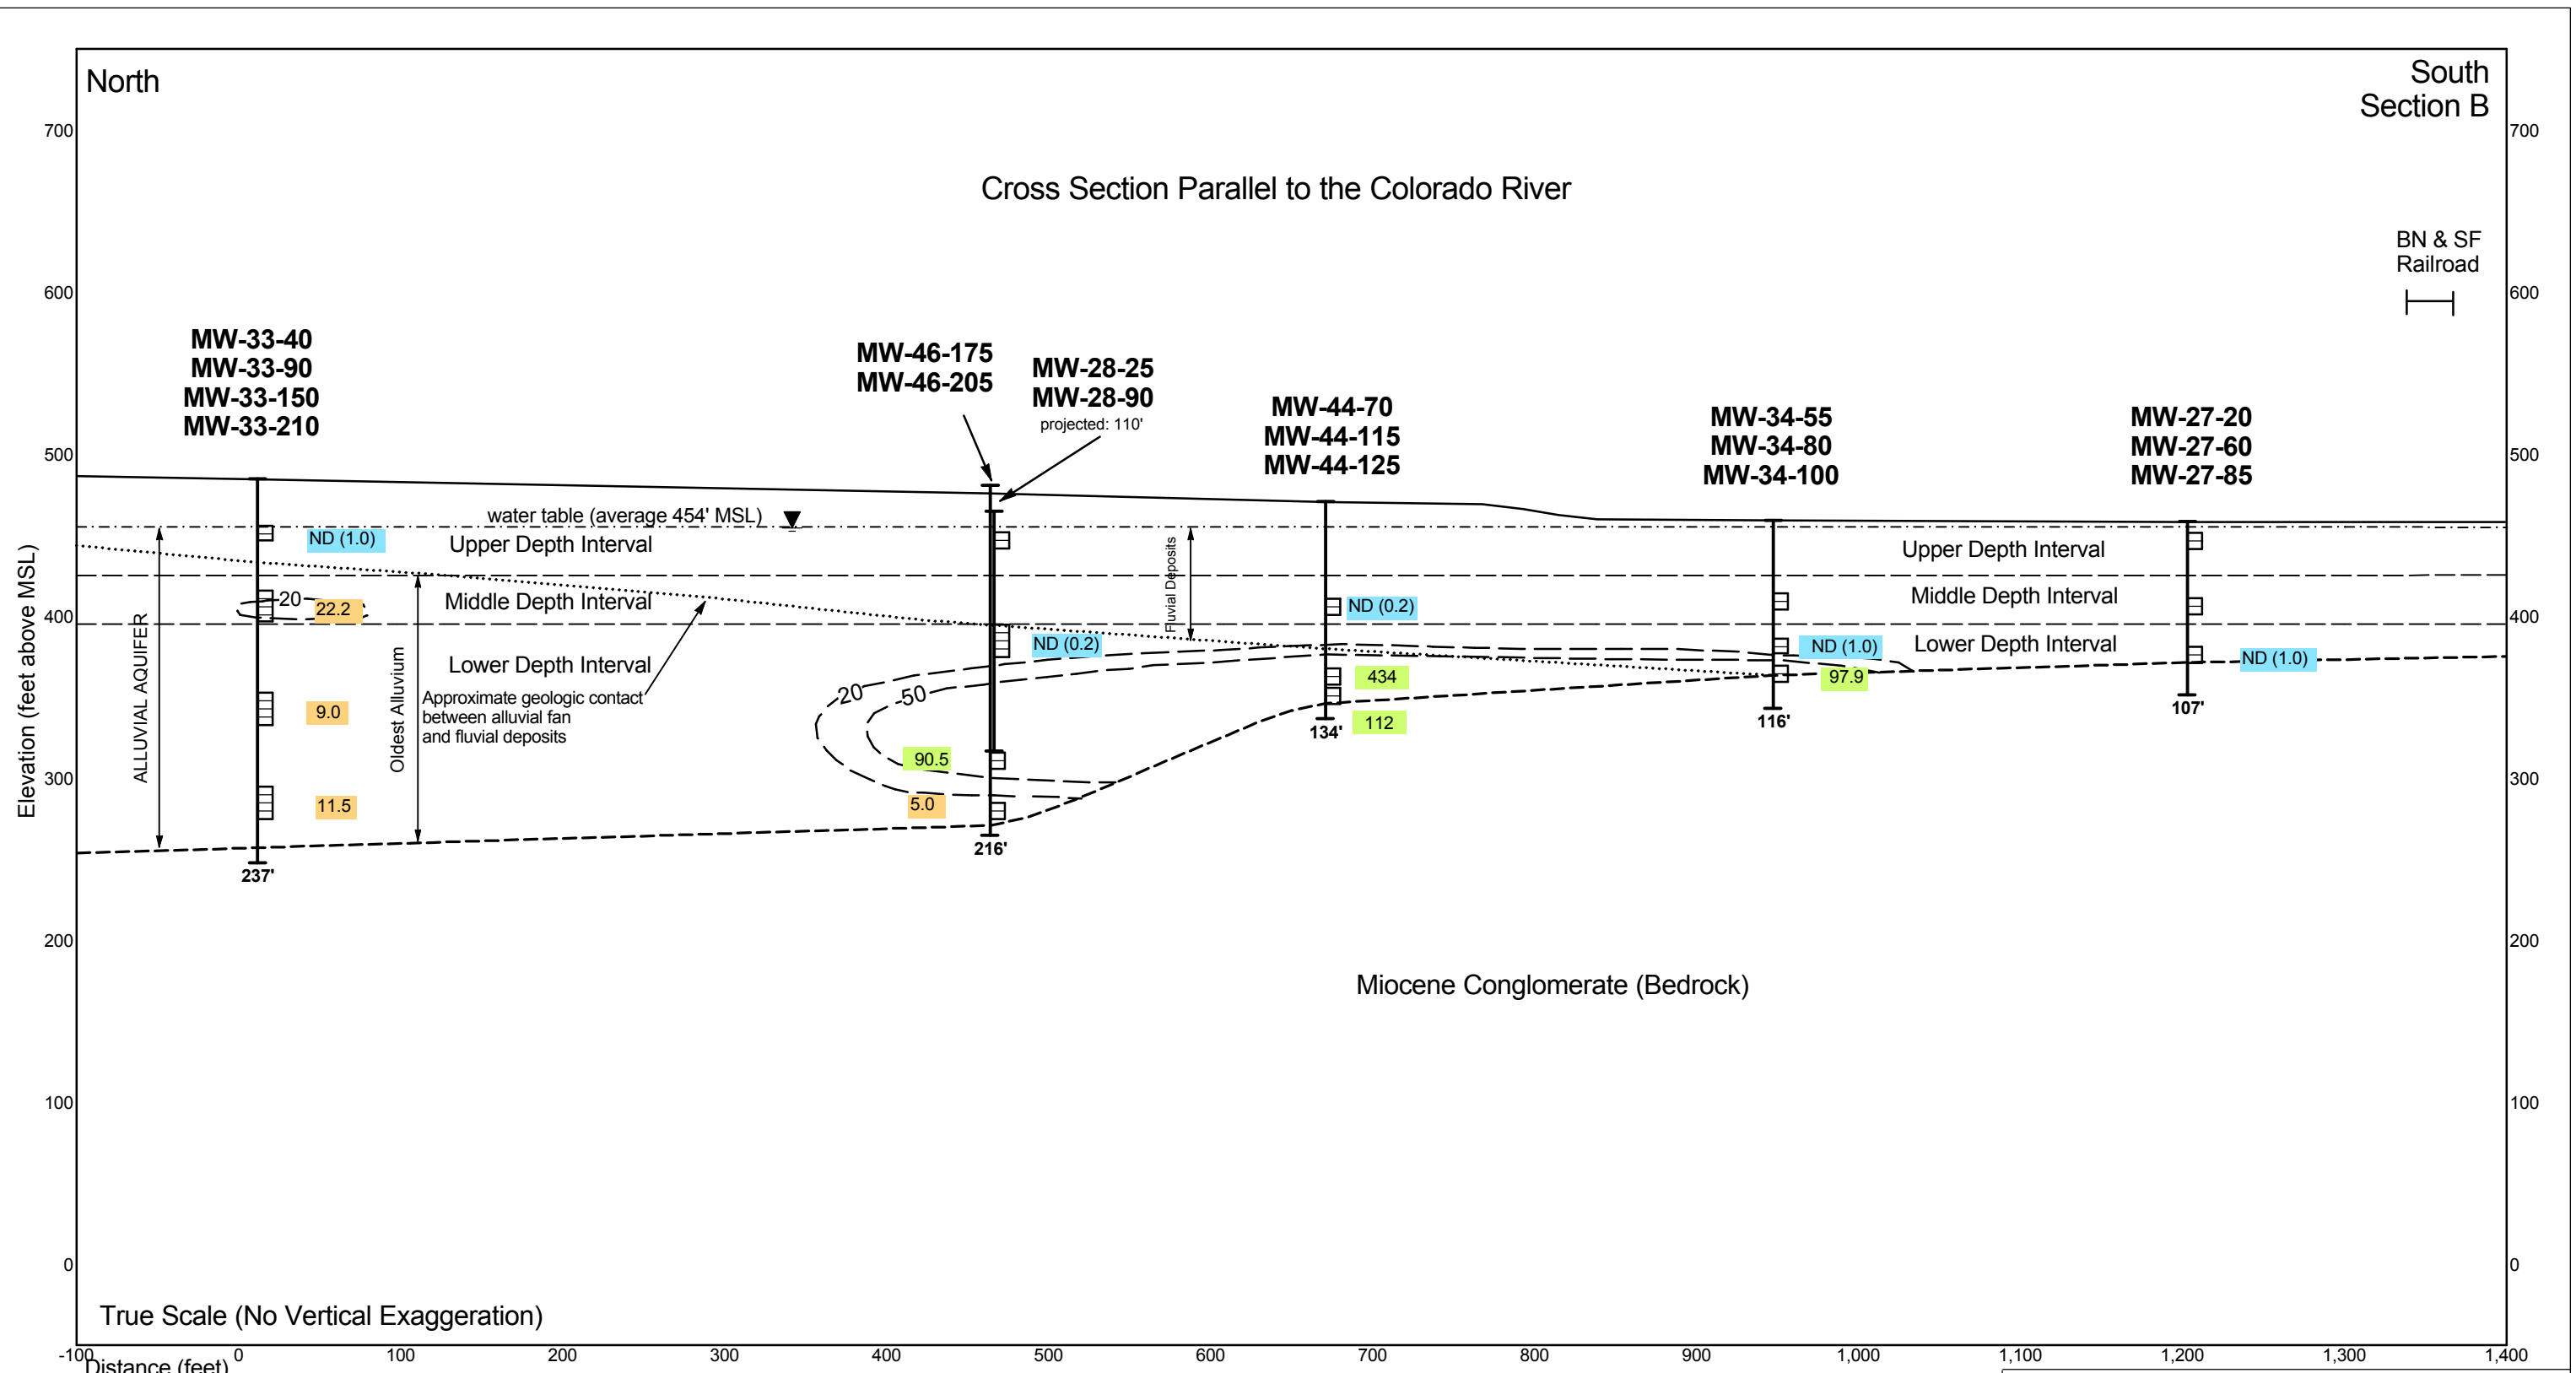 North
South
Section B
Cross Section Parallel to the Colorado River
BN & SF
Railroad
700
600
500
400
300
200
100
0
700
600
500
400
300
200
100
0
Elevation (feet above MSL)
MW-33-40
MW-33-90
MW-33-150
MW-33-210
MW-46-175
MW-46-205
MW-28-25
MW-28-90
projected: 110'
MW-44-70
MW-44-115
MW-44-125
MW-34-55
MW-34-80
MW-34-100
MW-27-20
MW-27-60
MW-27-85
water table (average 454' MSL)
ND (1.0)
Upper Depth Interval
Upper Depth Interval
Fluvial Deposits
20
22.2
Middle Depth Interval
ND (0.2)
Middle Depth Interval
ALLUVIAL AQUIFER
Oldest Alluvium
Lower Depth Interval
ND (0.2)
ND (1.0)
Lower Depth Interval
ND (1.0)
Approximate geologic contact
between alluvial fan
and fluvial deposits
20
50
434
97.9
9.0
112
90.5
11.5
5.0
237'
216'
134'
116'
107'
Miocene Conglomerate (Bedrock)
True Scale (No Vertical Exaggeration)
-100 0 100 200 300 400 500 600 700 800 900 1,000 1,100 1,200 1,300 1,400
Distance (feet)